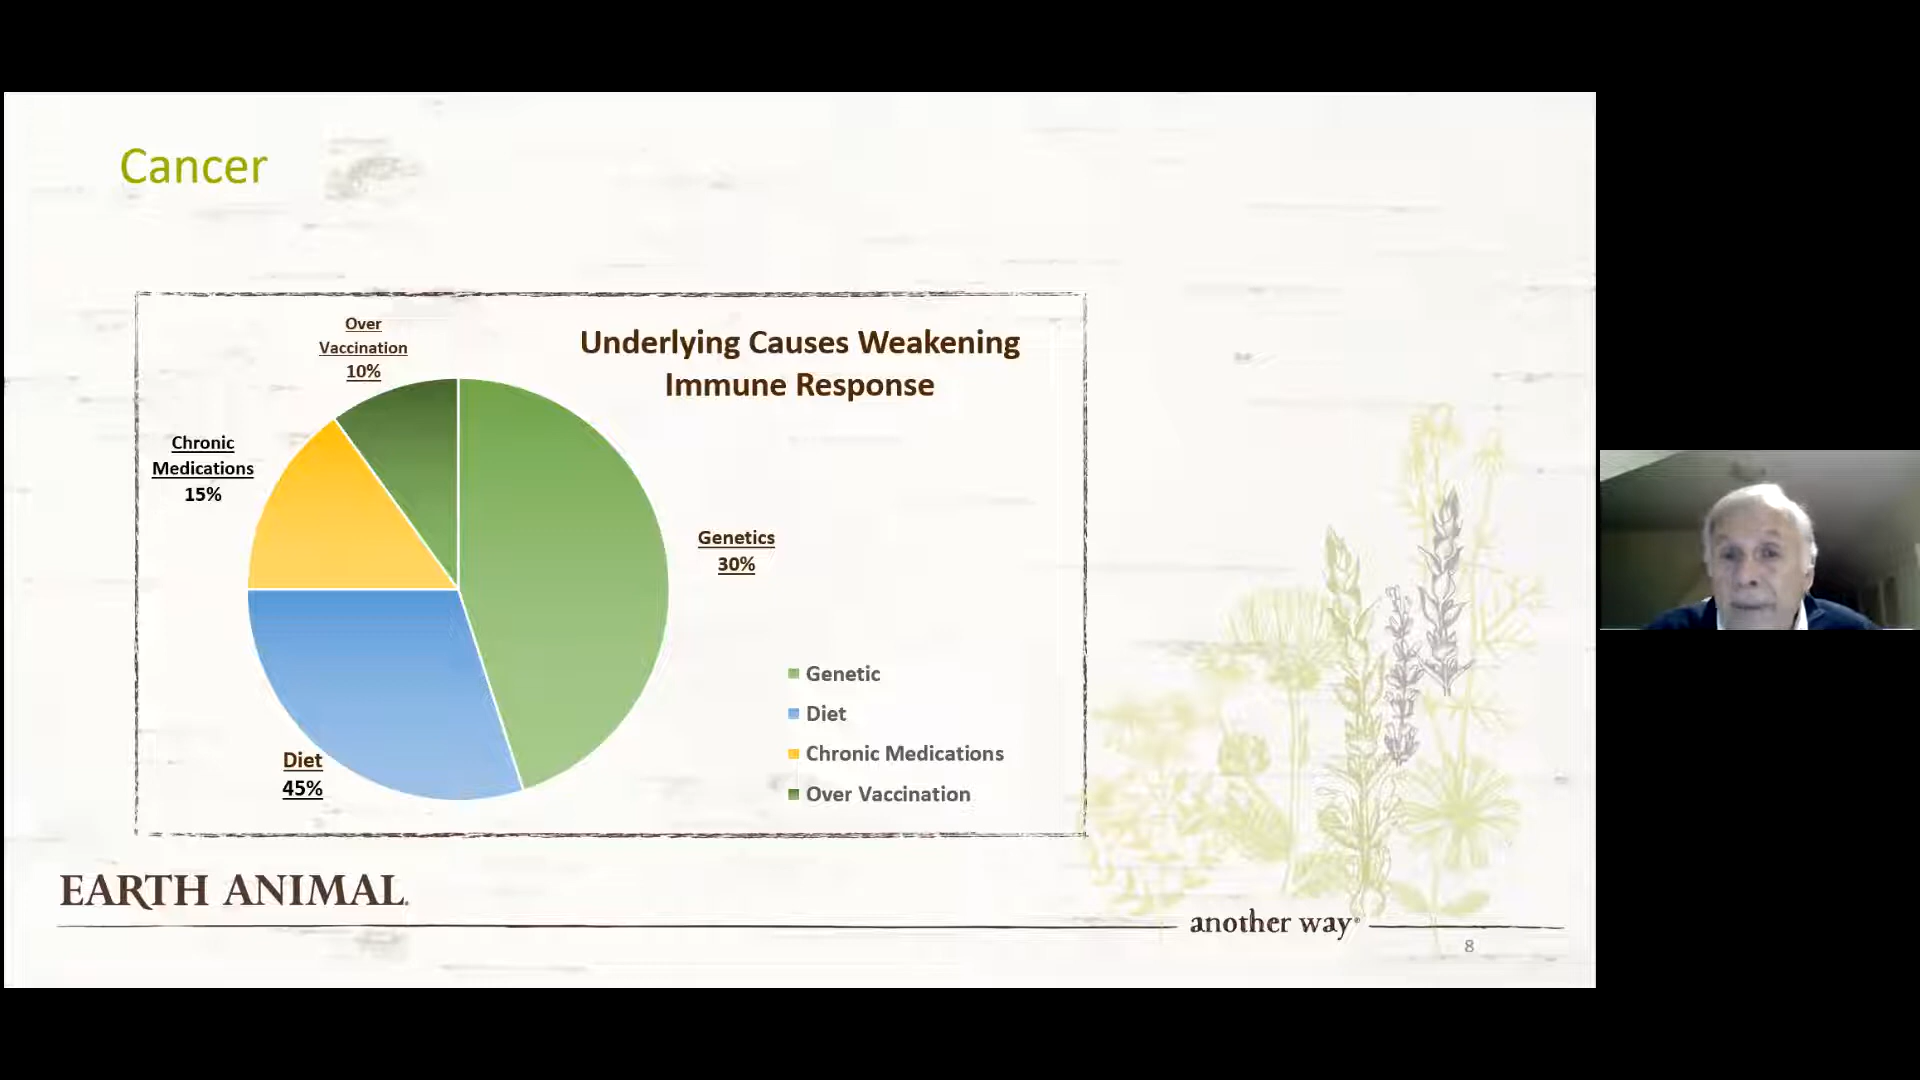 Cancer
Underlying Causes Weakening
Immune Response
Over
Vaccination
10%
Chronic
Medications
15%
Genetics
30%
Diet
45%
Genetic
Diet
Chronic Medications
Over Vaccination
EARTH ANIMAL®
another way®
8